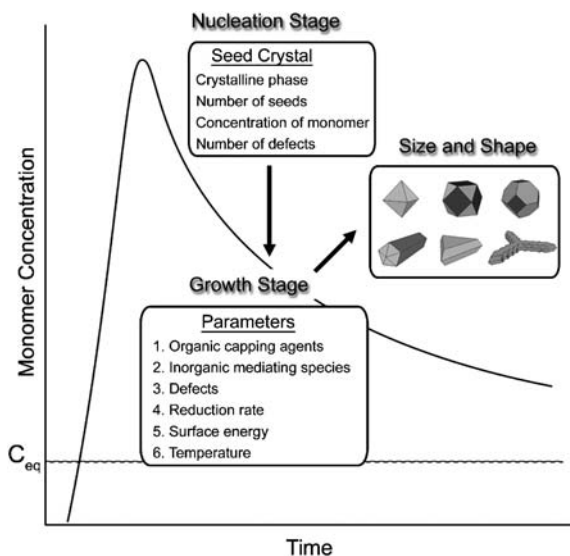 Nucleation Stage
Seed Crystal
Crystalline phase
Number of seeds
Concentration of monomer
Number of defects
Size and Shape
Growth Stage
Parameters
1. Organic capping agents
2. Inorganic mediating species
3. Defects
4. Reduction rate
5. Surface energy
6. Temperature
Monomer Concentration
Ceq
Time